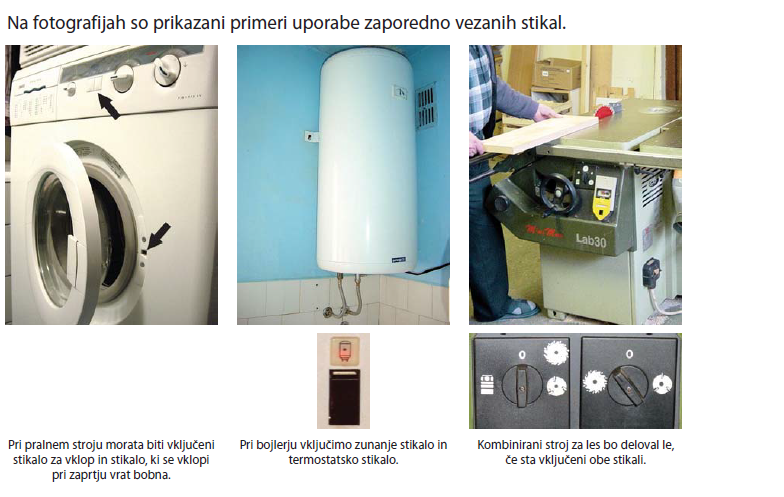 Na fotografijah so prikazani primeri uporabe zaporedno vezanih stikal.
Lab30
0
0
Pri pralnem stroju morata biti vključeni
stikalo za vklop in stikalo, ki se vklopi
pri zaprtju vrat bobna.
Pri bojlerju vključimo zunanje stikalo in
termostatsko stikalo.
Kombinirani stroj za les bo deloval le,
če sta vključeni obe stikali.